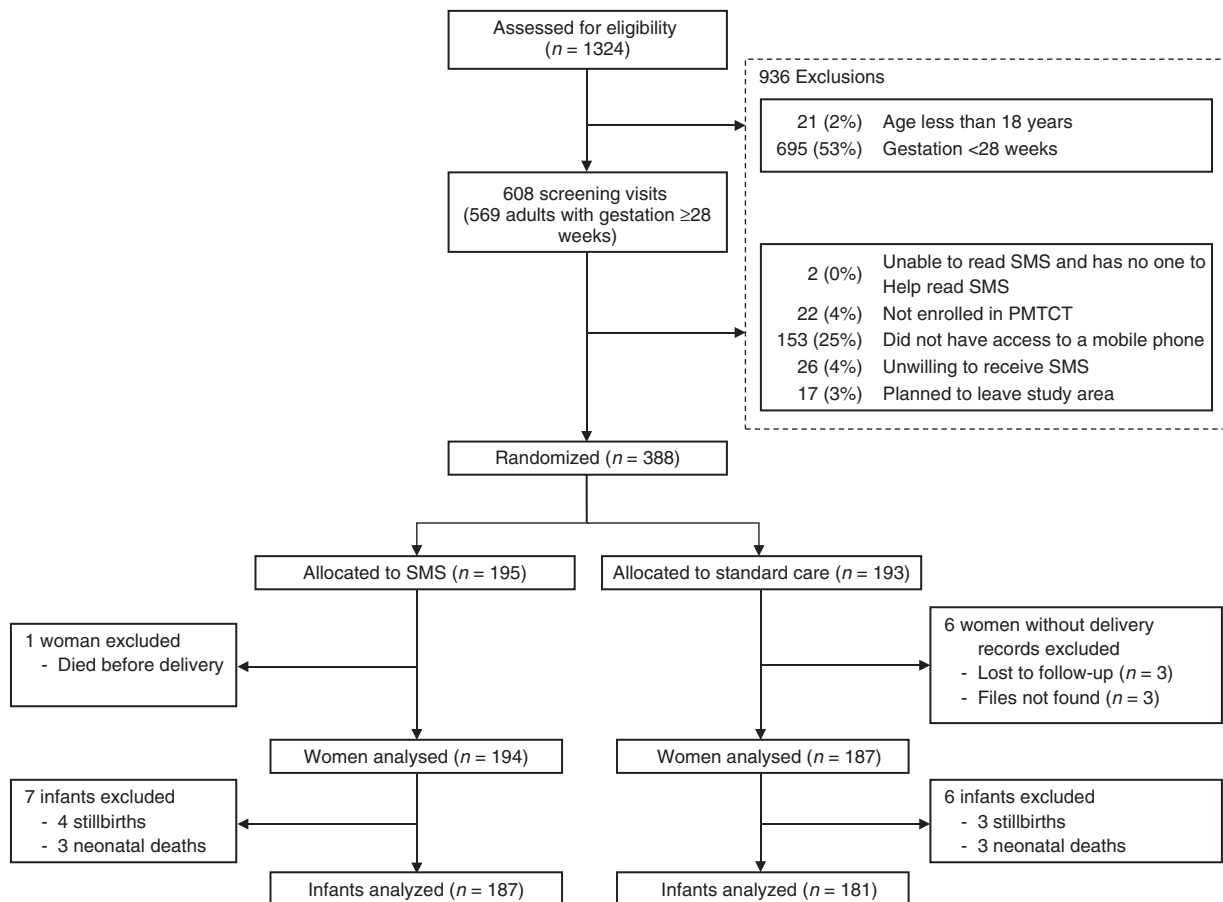 Assessed for eligibility
(n = 1324)
936 Exclusions
21 (2%) Age less than 18 years
695 (53%) Gestation <28 weeks
608 screening visits
(569 adults with gestation ≥28
weeks)
2 (0%) Unable to read SMS and has no one to
Help read SMS
22 (4%) Not enrolled in PMTCT
153 (25%) Did not have access to a mobile phone
26 (4%) Unwilling to receive SMS
17 (3%) Planned to leave study area
Randomized (n = 388)
Allocated to SMS (n = 195)
Allocated to standard care (n = 193)
1 woman excluded
- Died before delivery
6 women without delivery
records excluded
- Lost to follow-up (n = 3)
- Files not found (n = 3)
Women analysed (n = 194)
Women analysed (n = 187)
7 infants excluded
- 4 stillbirths
- 3 neonatal deaths
6 infants excluded
- 3 stillbirths
- 3 neonatal deaths
Infants analyzed (n = 187)
Infants analyzed (n = 181)